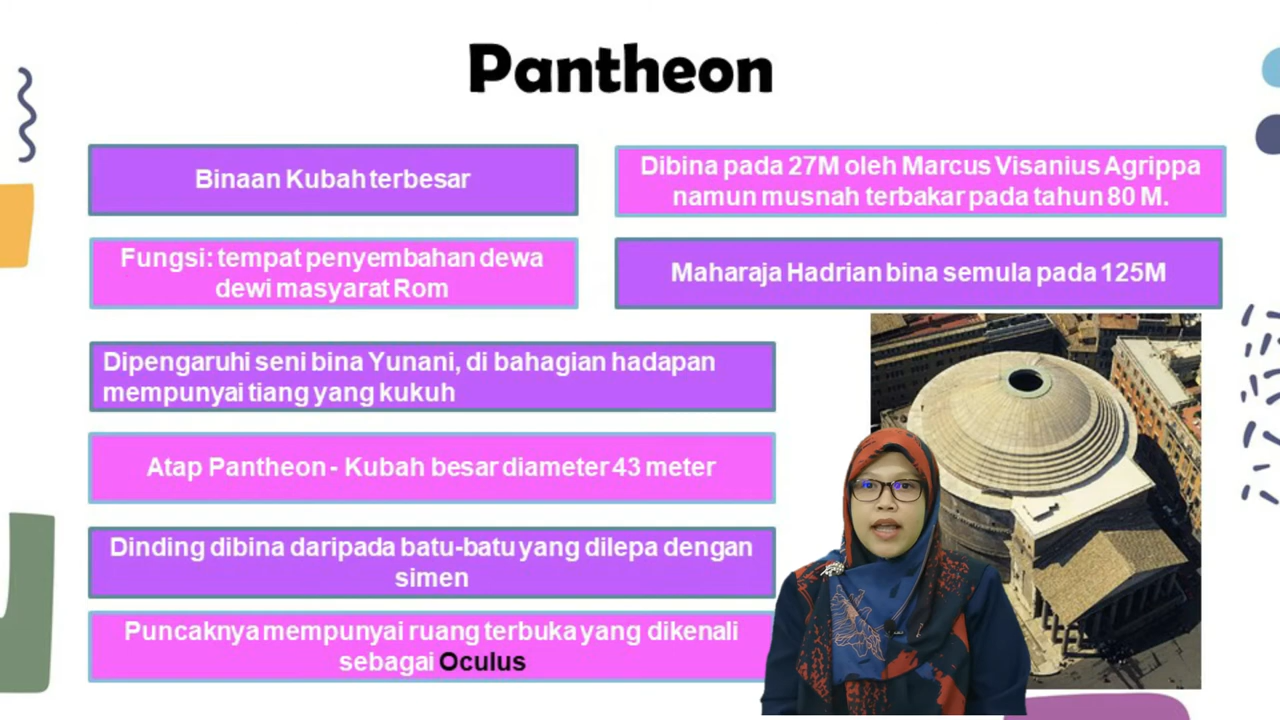 Pantheon
Binaan Kubah terbesar
Dibina pada 27M oleh Marcus Visanius Agrippa
namun musnah terbakar pada tahun 80 M.
Fungsi: tempat penyembahan dewa
dewi masyarat Rom
Maharaja Hadrian bina semula pada 125M
Dipengaruhi seni bina Yunani, di bahagian hadapan
mempunyai tiang yang kukuh
Atap Pantheon - Kubah besar diameter 43 meter
Dinding dibina daripada batu-batu yang dilepa dengan
simen
Puncaknya mempunyai ruang terbuka yang dikenali
sebagai Oculus